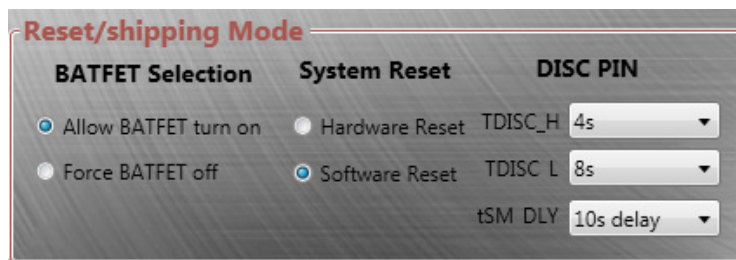 Reset/shipping Mode
BATFET Selection System Reset DISC PIN
Allow BATFET turn on Hardware Reset TDISC_H 4s
Force BATFET off Software Reset TDISC L 8s
tSM DLY 10s delay